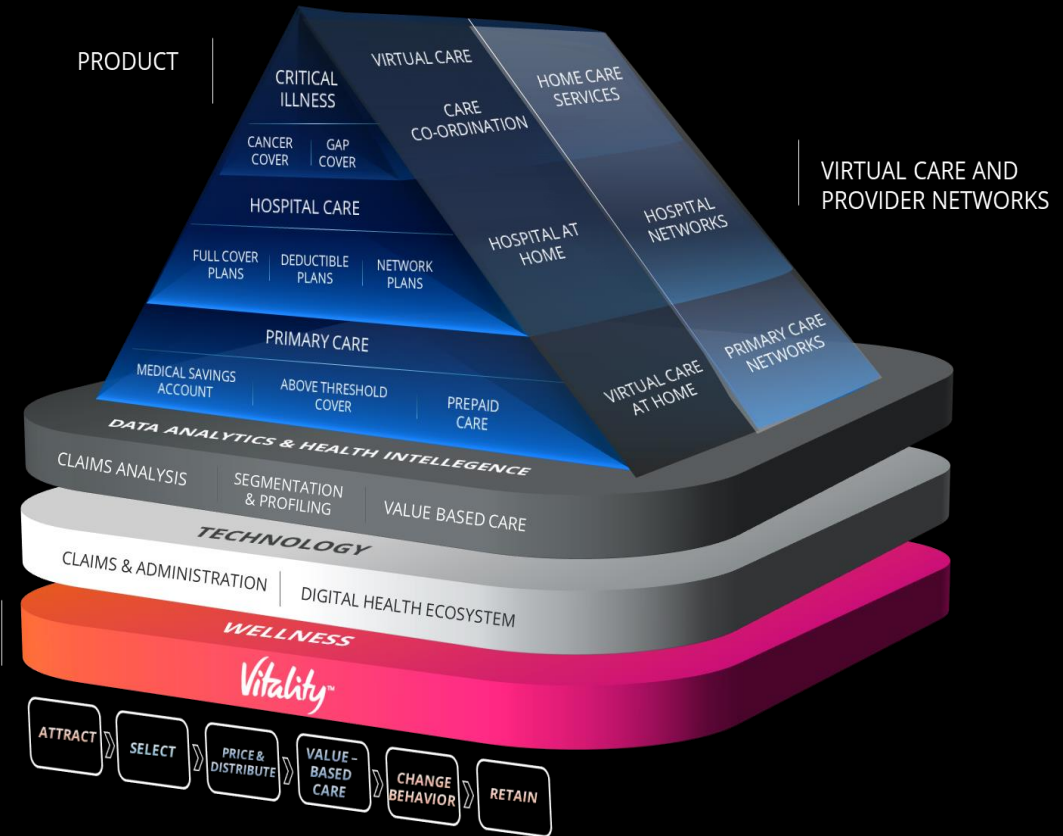 PRODUCT
CRITICAL
ILLNESS
CANCER
COVER
GAP
COVER
HOSPITAL CARE
FULL COVER
PLANS
DEDUCTIBLE
PLANS
NETWORK
PLANS
PRIMARY CARE
MEDICAL SAVINGS
ACCOUNT
ABOVE THRESHOLD
COVER
PREPAID
CARE
VIRTUAL CARE
CARE
CO-ORDINATION
HOSPITAL AT
HOME
VIRTUAL CARE
AT HOME
HOME CARE
SERVICES
HOSPITAL
NETWORKS
PRIMARY CARE
NETWORKS
VIRTUAL CARE AND
PROVIDER NETWORKS
DATA ANALYTICS & HEALTH INTELLEGENCE
CLAIMS ANALYSIS
SEGMENTATION
& PROFILING
VALUE BASED CARE
TECHNOLOGY
CLAIMS & ADMINISTRATION
DIGITAL HEALTH ECOSYSTEM
WELLNESS
Vitality™
ATTRACT
SELECT
PRICE &
DISTRIBUTE
VALUE –
BASED
CARE
CHANGE
BEHAVIOR
RETAIN